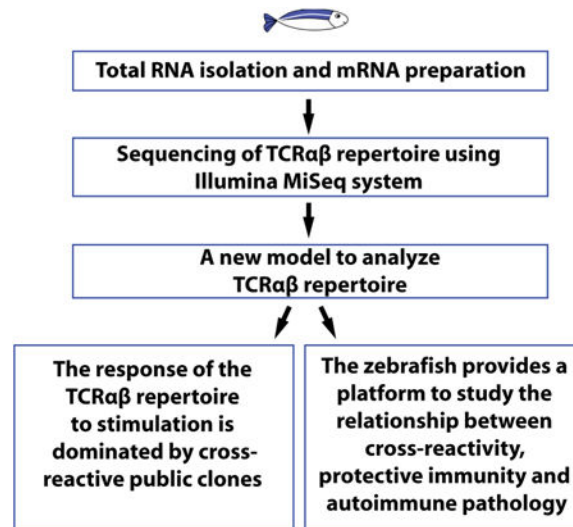 Total RNA isolation and mRNA preparation
Sequencing of TCRαβ repertoire using
Illumina MiSeq system
A new model to analyze
TCRαβ repertoire
The response of the
TCRαβ repertoire
to stimulation is
dominated by cross-
reactive public clones
The zebrafish provides a
platform to study the
relationship between
cross-reactivity,
protective immunity and
autoimmune pathology